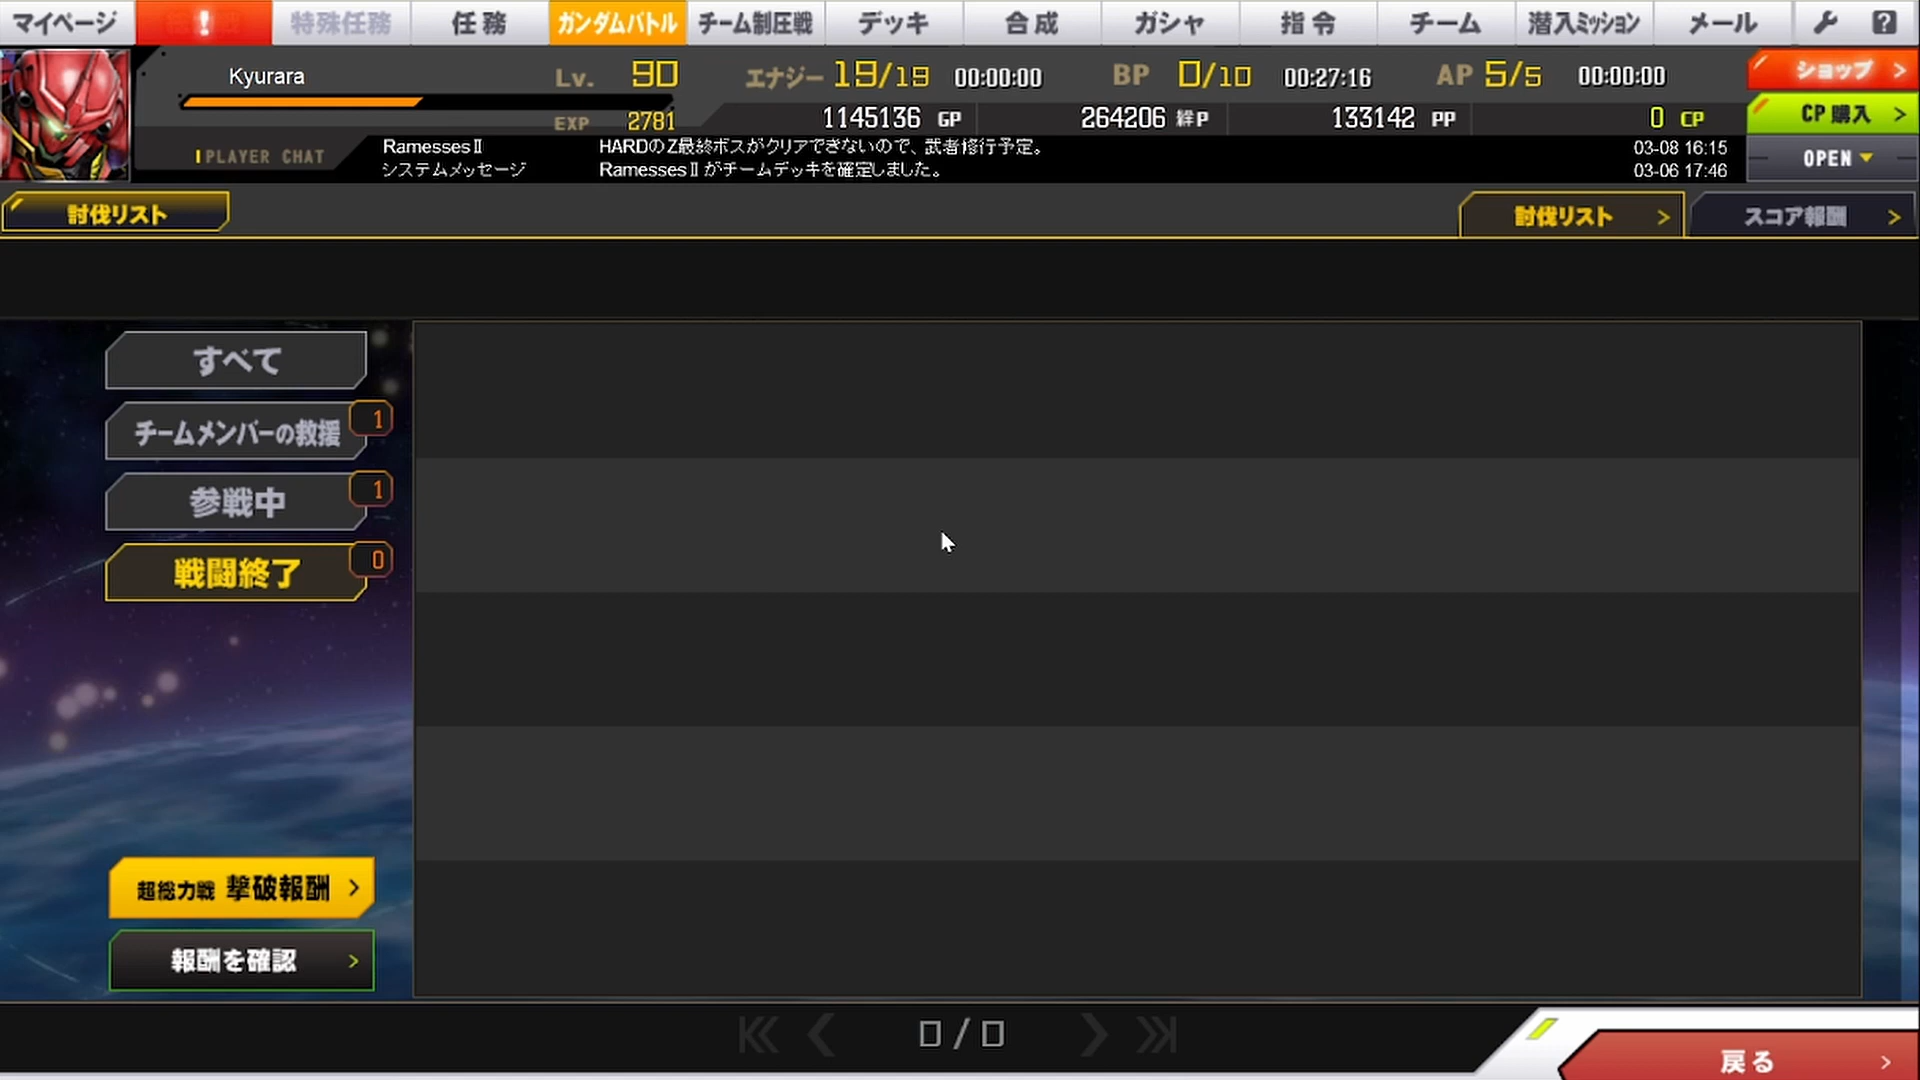 マイページ ! 特殊任務 任務 ガンダムバトル チーム制圧戦 デッキ 合成 ガシャ 指令 チーム 潜入ミッション メール ?
Kyurara Lv. 90 エナジー 19/19 00:00:00 BP 0/10 00:27:16 AP 5/5 00:00:00 ショップ
EXP 2781 1145136 GP 264206 絆P 133142 PP 0 CP CP購入
PLAYER CHAT RamessesⅡ HARDのZ最終ボスがクリアできないので、武者修行予定。 03-08 16:15 OPEN
システムメッセージ RamessesⅡがチームデッキを確定しました。 03-06 17:46
討伐リスト 討伐リスト スコア報酬
すべて
チームメンバーの救援 1
参戦中 1
戦闘終了 0
超総力戦 撃破報酬
報酬を確認
0/0
戻る